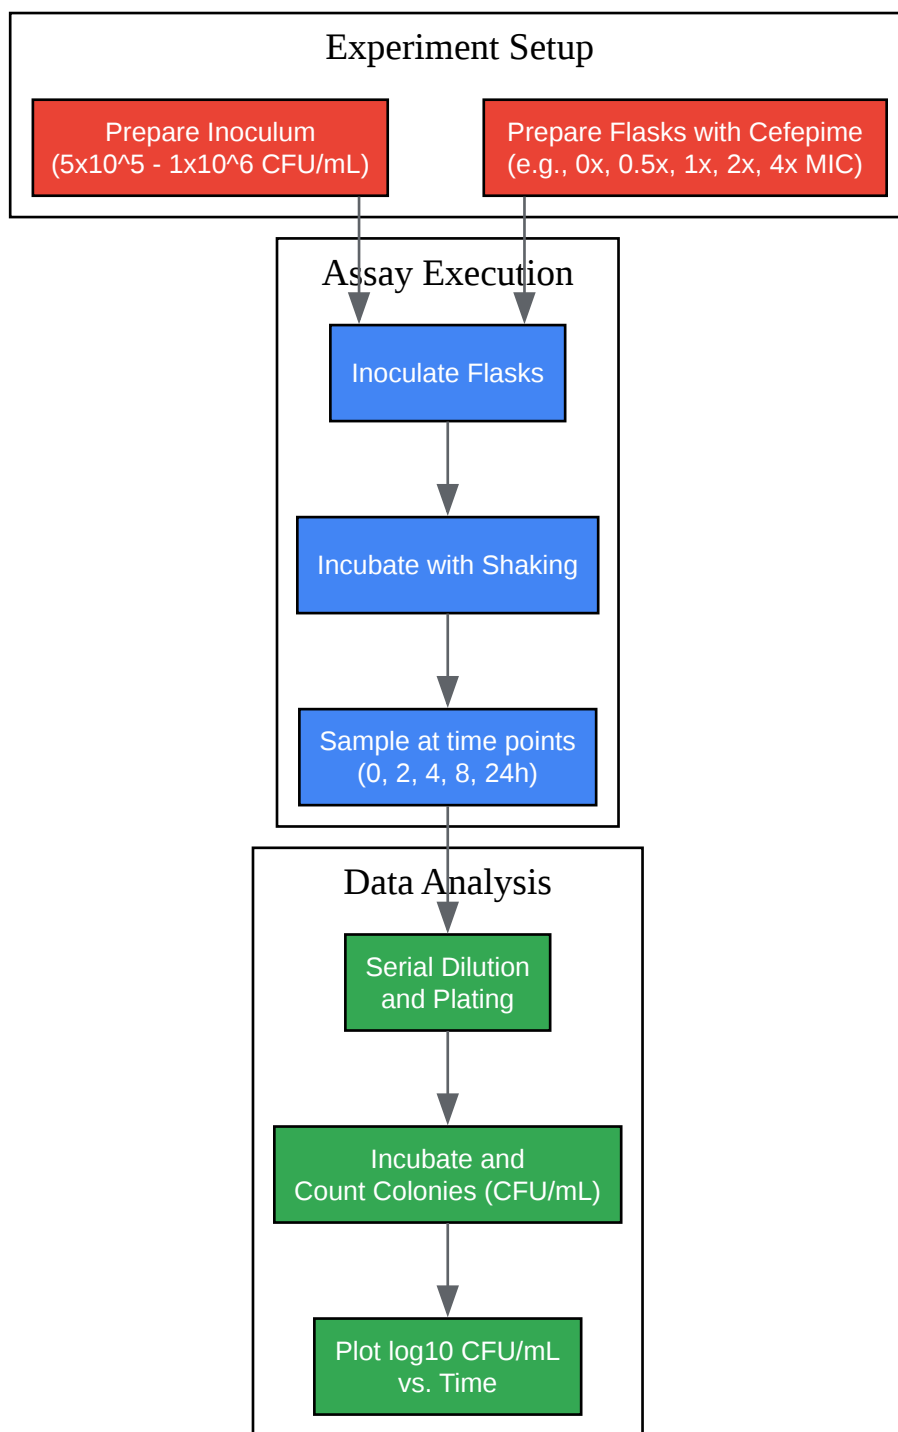 Experiment Setup
Prepare Inoculum
(5x10^5 - 1x10^6 CFU/mL)
Prepare Flasks with Cefepime
(e.g., 0x, 0.5x, 1x, 2x, 4x MIC)
Assay Execution
Inoculate Flasks
Incubate with Shaking
Sample at time points
(0, 2, 4, 8, 24h)
Data Analysis
Serial Dilution
and Plating
Incubate and
Count Colonies (CFU/mL)
Plot log10 CFU/mL
vs. Time